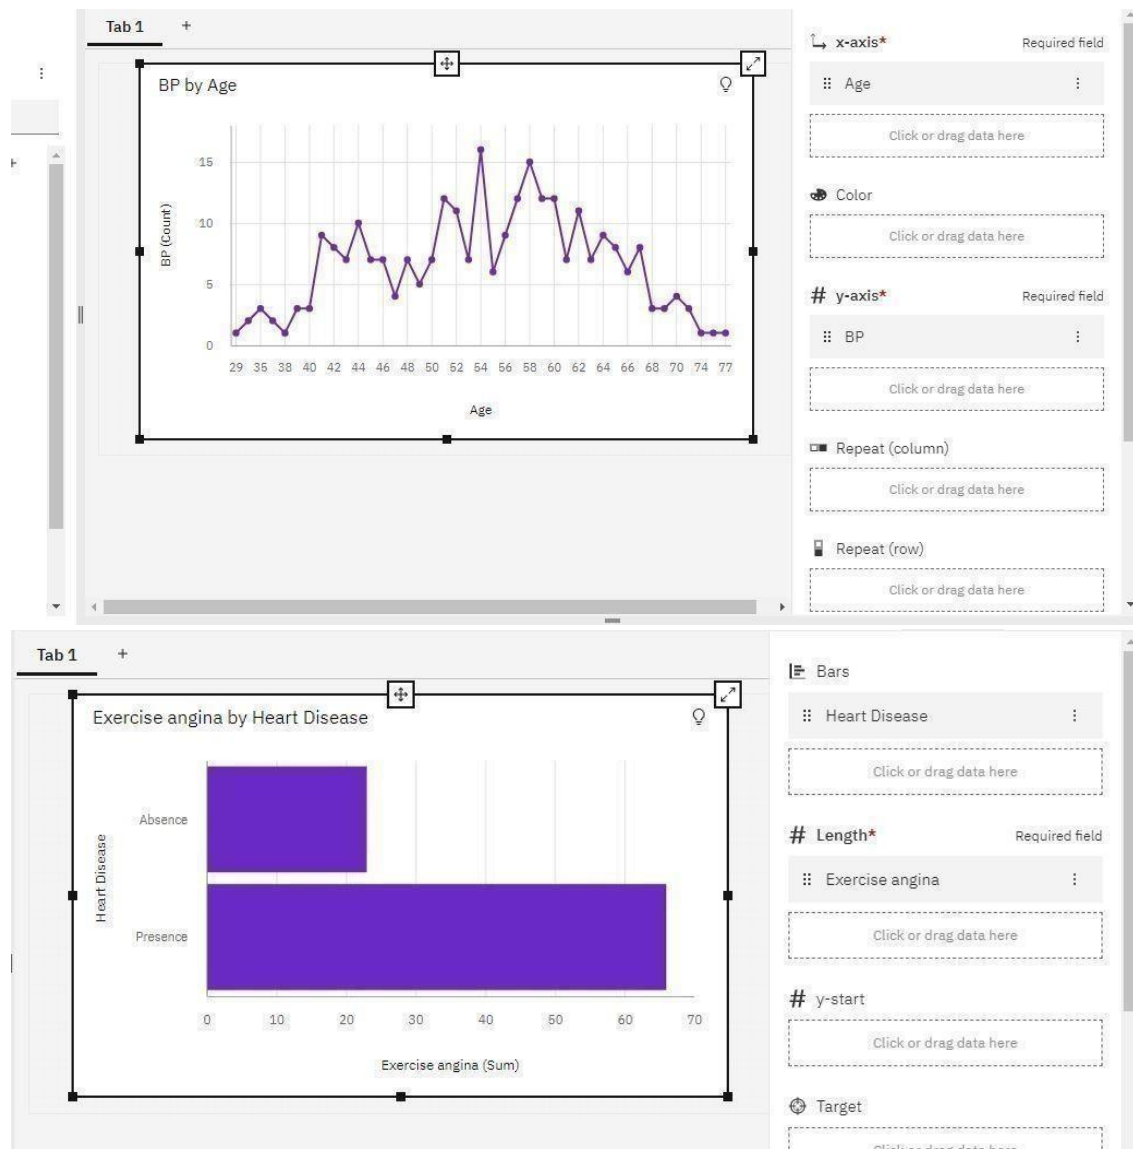 Tab 1 +
BP by Age
15
10
5
0
BP (Count)
29 35 38 40 42 44 46 48 50 52 54 56 58 60 62 64 66 68 70 74 77
Age
x-axis* Required field
Age
Click or drag data here
Color
Click or drag data here
# y-axis* Required field
BP
Click or drag data here
Repeat (column)
Click or drag data here
Repeat (row)
Click or drag data here
Tab 1 +
Exercise angina by Heart Disease
Heart Disease
Absence
Presence
0 10 20 30 40 50 60 70
Exercise angina (Sum)
Bars
Heart Disease
Click or drag data here
# Length* Required field
Exercise angina
Click or drag data here
# y-start
Click or drag data here
Target
Click or drag data here